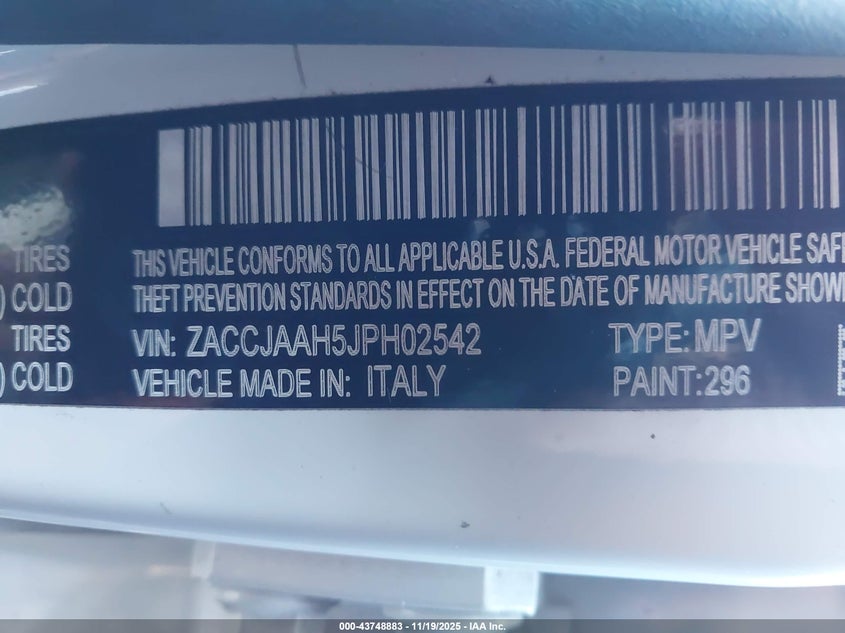 TIRES THIS VEHICLE CONFORMS TO ALL APPLICABLE U.S.A. FEDERAL MOTOR VEHICLE
) COLD THEFT PREVENTION STANDARDS IN EFFECT ON THE DATE OF MANUFACTURE
TIRES VIN: ZACCJAAH5JPH02542 TYPE: MPV
) COLD VEHICLE MADE IN: ITALY PAINT: 296
000-43748883 - 11/19/2025 - IAA Inc.